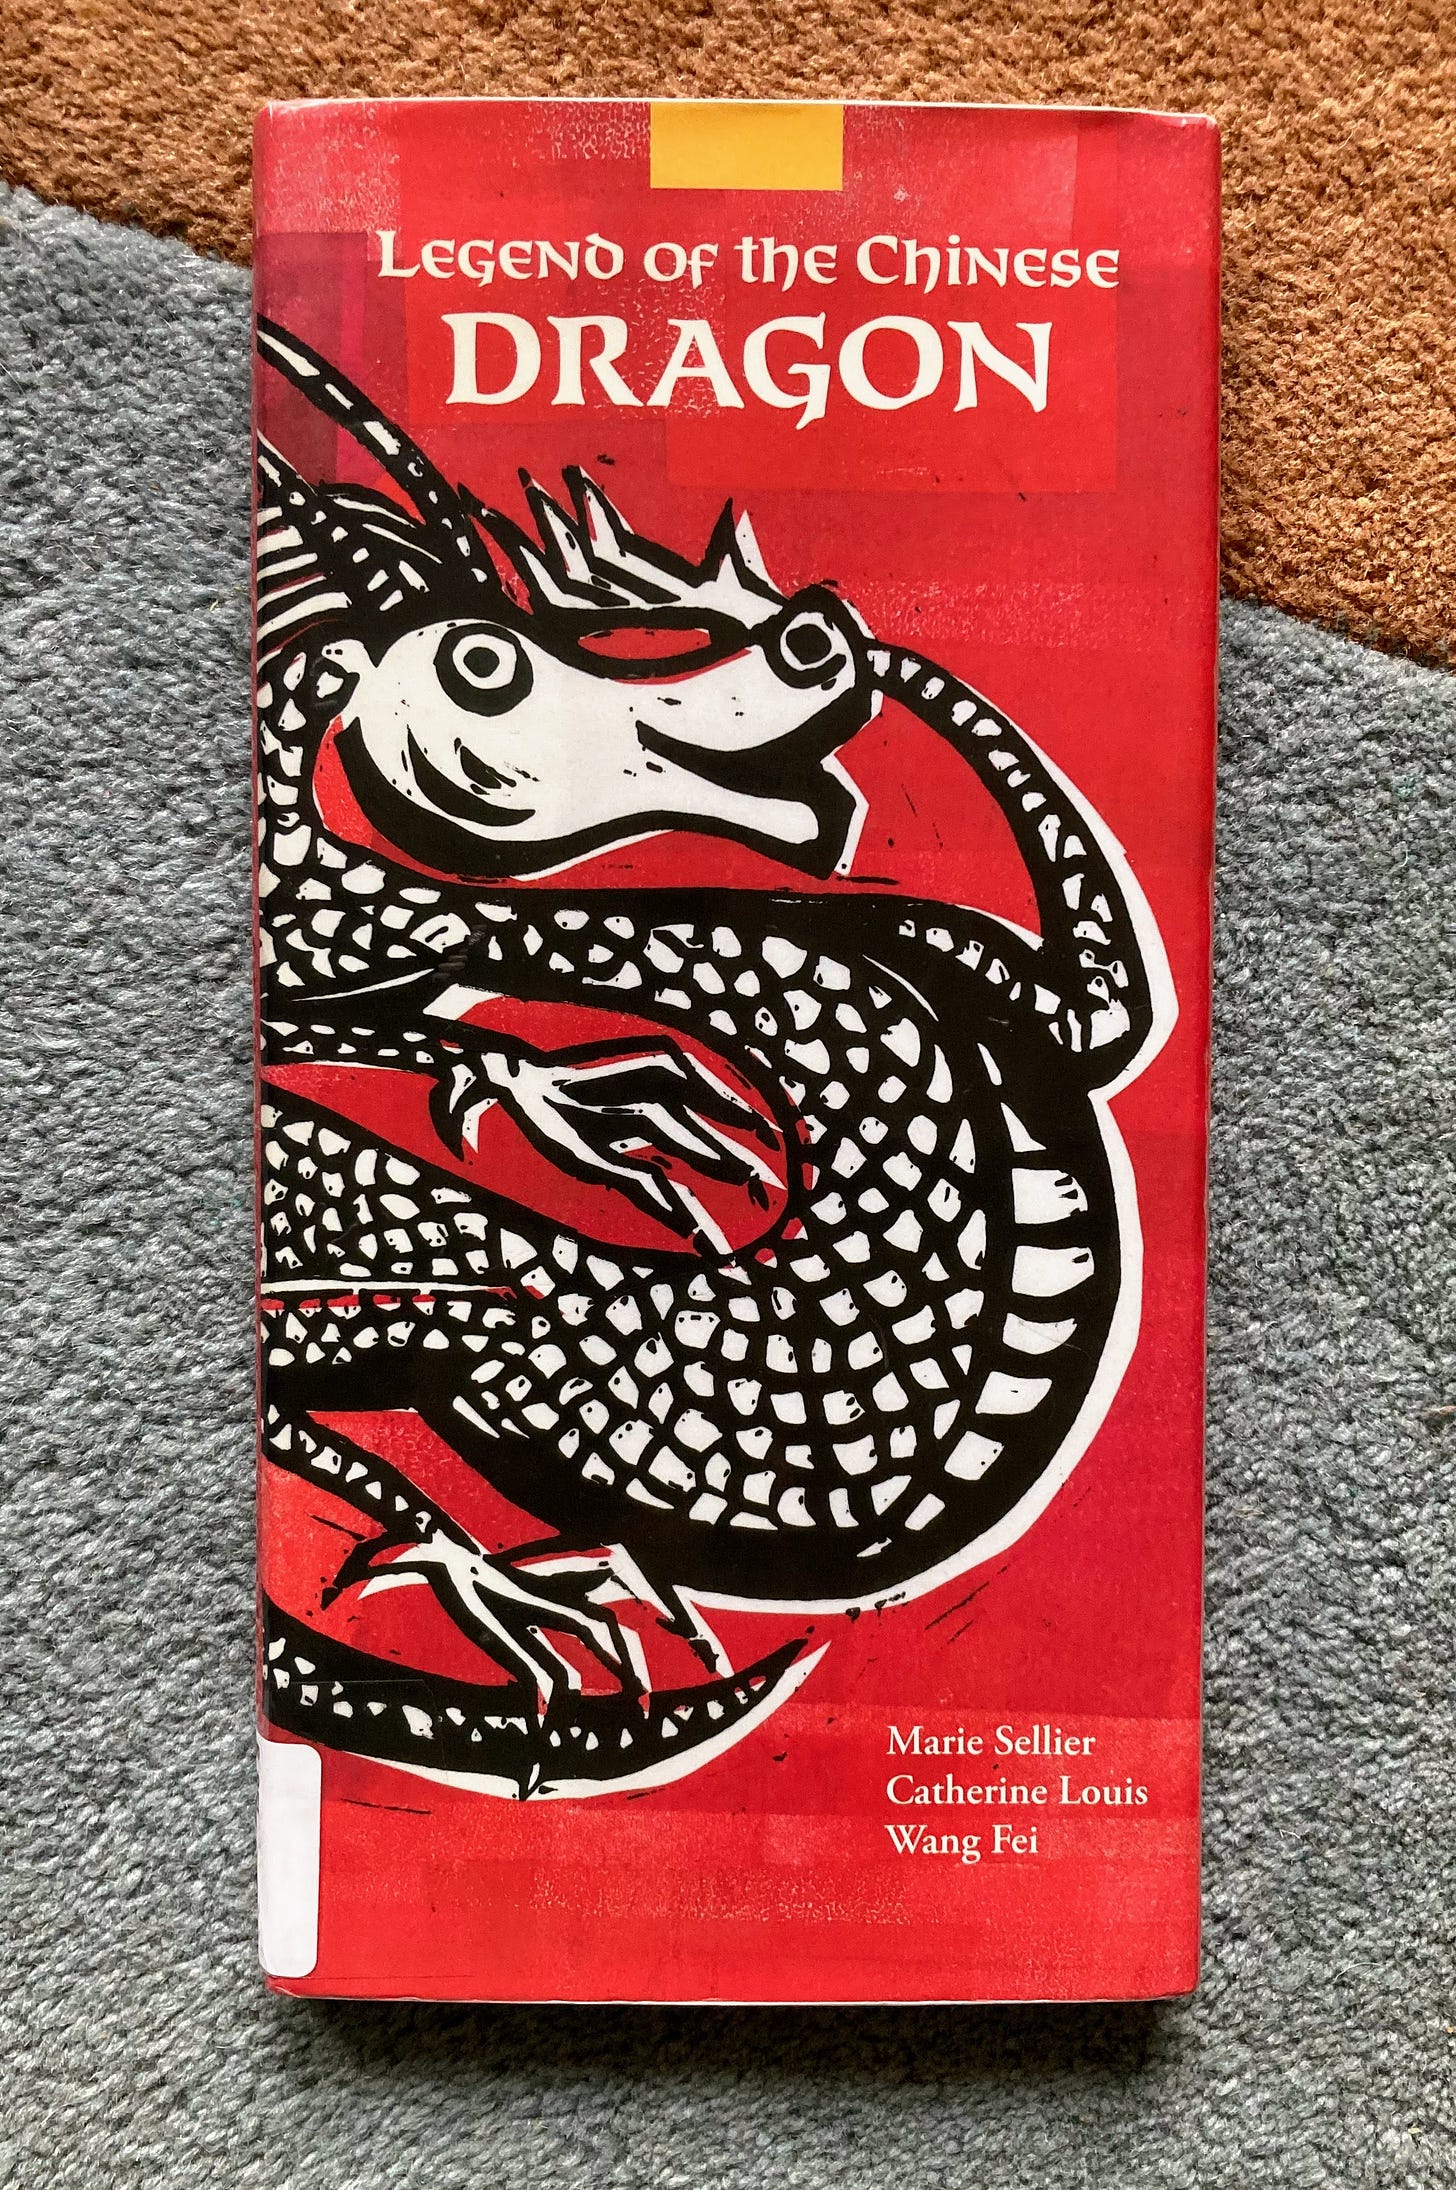 Legend of the Chinese
DRAGON
Marie Sellier
Catherine Louis
Wang Fei